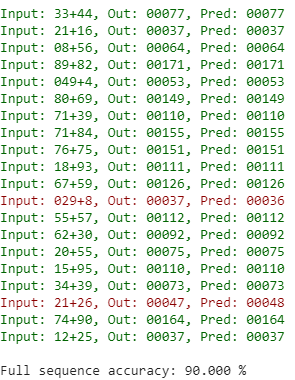 Input: 33+44, Out: 00077, Pred: 00077
Input: 21+16, Out: 00037, Pred: 00037
Input: 08+56, Out: 00064, Pred: 00064
Input: 89+82, Out: 00171, Pred: 00171
Input: 049+4, Out: 00053, Pred: 00053
Input: 80+69, Out: 00149, Pred: 00149
Input: 71+39, Out: 00110, Pred: 00110
Input: 71+84, Out: 00155, Pred: 00155
Input: 76+75, Out: 00151, Pred: 00151
Input: 18+93, Out: 00111, Pred: 00111
Input: 67+59, Out: 00126, Pred: 00126
Input: 029+8, Out: 00037, Pred: 00036
Input: 55+57, Out: 00112, Pred: 00112
Input: 62+30, Out: 00092, Pred: 00092
Input: 20+55, Out: 00075, Pred: 00075
Input: 15+95, Out: 00110, Pred: 00110
Input: 34+39, Out: 00073, Pred: 00073
Input: 21+26, Out: 00047, Pred: 00048
Input: 74+90, Out: 00164, Pred: 00164
Input: 12+25, Out: 00037, Pred: 00037
Full sequence accuracy: 90.000 %